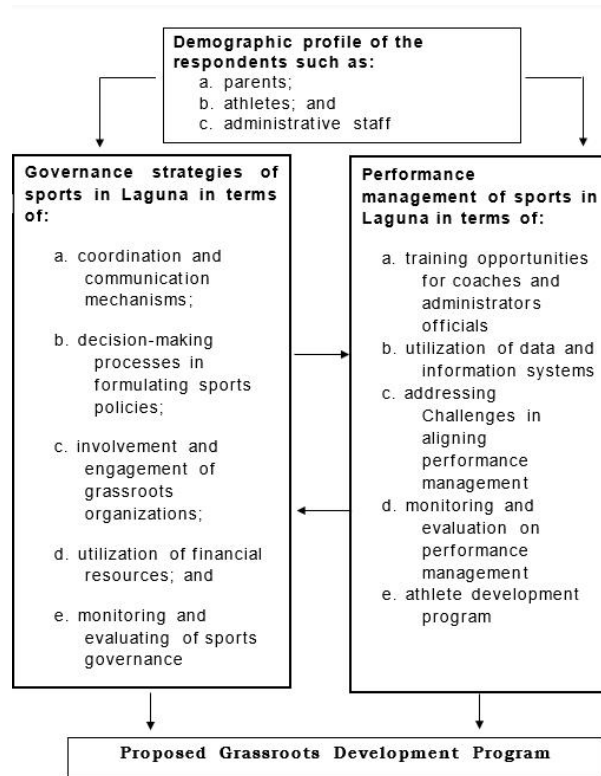 Demographic profile of the
respondents such as:
a. parents;
b. athletes; and
c. administrative staff
Governance strategies of
sports in Laguna in terms
of:
a. coordination and
communication
mechanisms;
b. decision-making
processes in
formulating sports
policies;
c. involvement and
engagement of
grassroots
organizations;
d. utilization of financial
resources; and
e. monitoring and
evaluating of sports
governance
Performance
management of sports in
Laguna in terms of:
a. training opportunities
for coaches and
administrators
officials
b. utilization of data and
information systems
c. addressing
Challenges in
aligning
performance
management
d. monitoring and
evaluation on
performance
management
e. athlete development
program
Proposed Grassroots Development Program